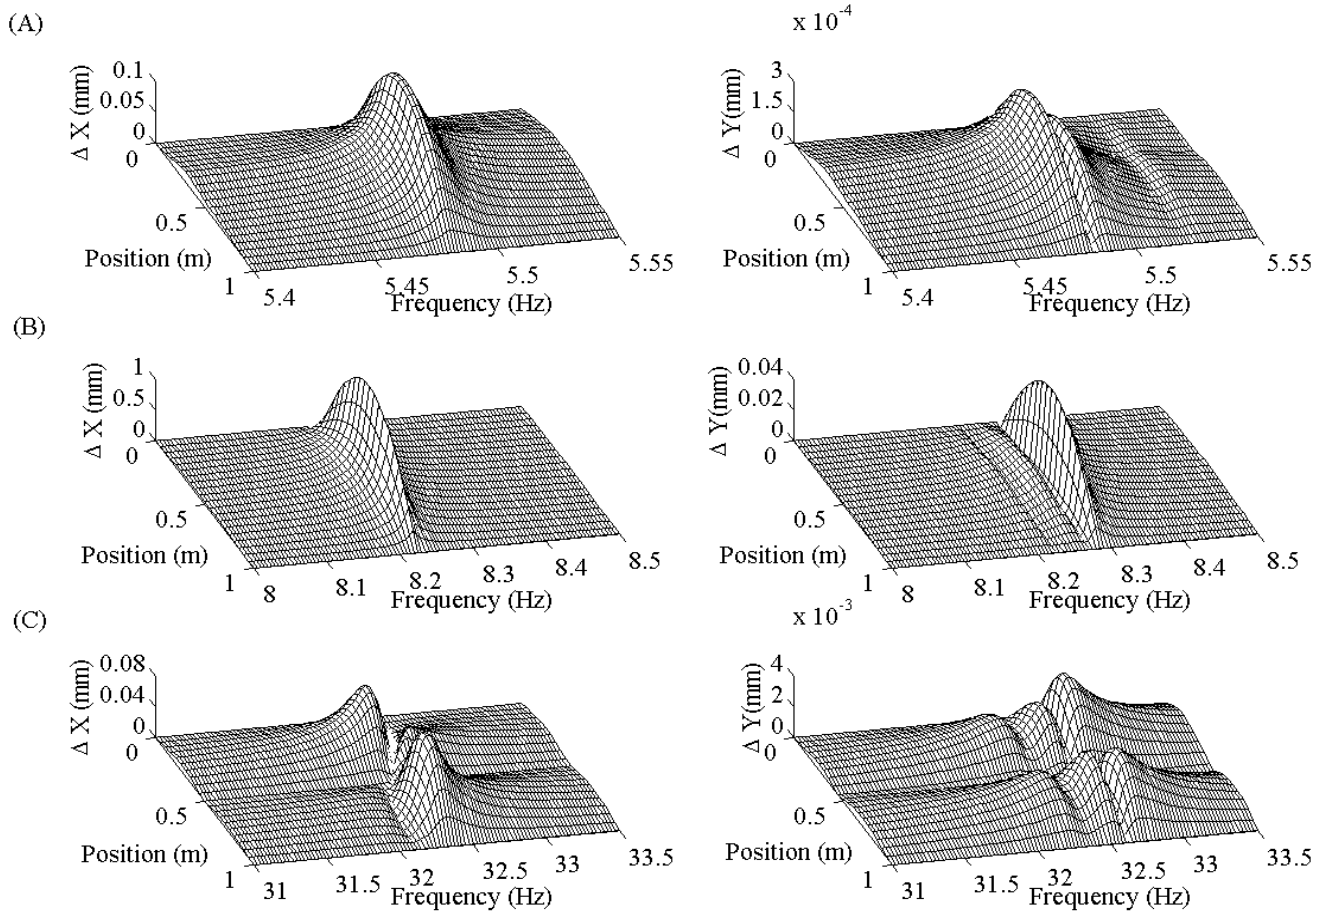 (A)
x 10-4
0.1
0.05
0
Δ X (mm)
0
0.5
1
Position (m)
5.4
5.45
5.5
5.55
Frequency (Hz)
3
1.5
0
Δ Y(mm)
0
0.5
1
Position (m)
5.4
5.45
5.5
5.55
Frequency (Hz)
(B)
1
0.5
0
Δ X (mm)
0
0.5
1
Position (m)
8
8.1
8.2
8.3
8.4
8.5
Frequency (Hz)
0.04
0.02
0
Δ Y(mm)
0
0.5
1
Position (m)
8
8.1
8.2
8.3
8.4
8.5
Frequency (Hz)
(C)
x 10-3
0.08
0.04
0
Δ X (mm)
0
0.5
1
Position (m)
31
31.5
32
32.5
33
33.5
Frequency (Hz)
4
2
0
Δ Y(mm)
0
0.5
1
Position (m)
31
31.5
32
32.5
33
33.5
Frequency (Hz)